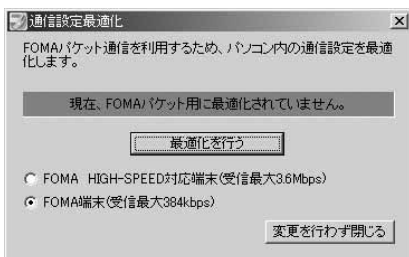 通信設定最適化
FOMAパケット通信を利用するため、パソコン内の通信設定を最適
化します。
現在、FOMAパケット用に最適化されていません。
最適化を行う
FOMA HIGH-SPEED対応端末(受信最大3.6Mbps)
FOMA端末(受信最大384kbps)
変更を行わず閉じる